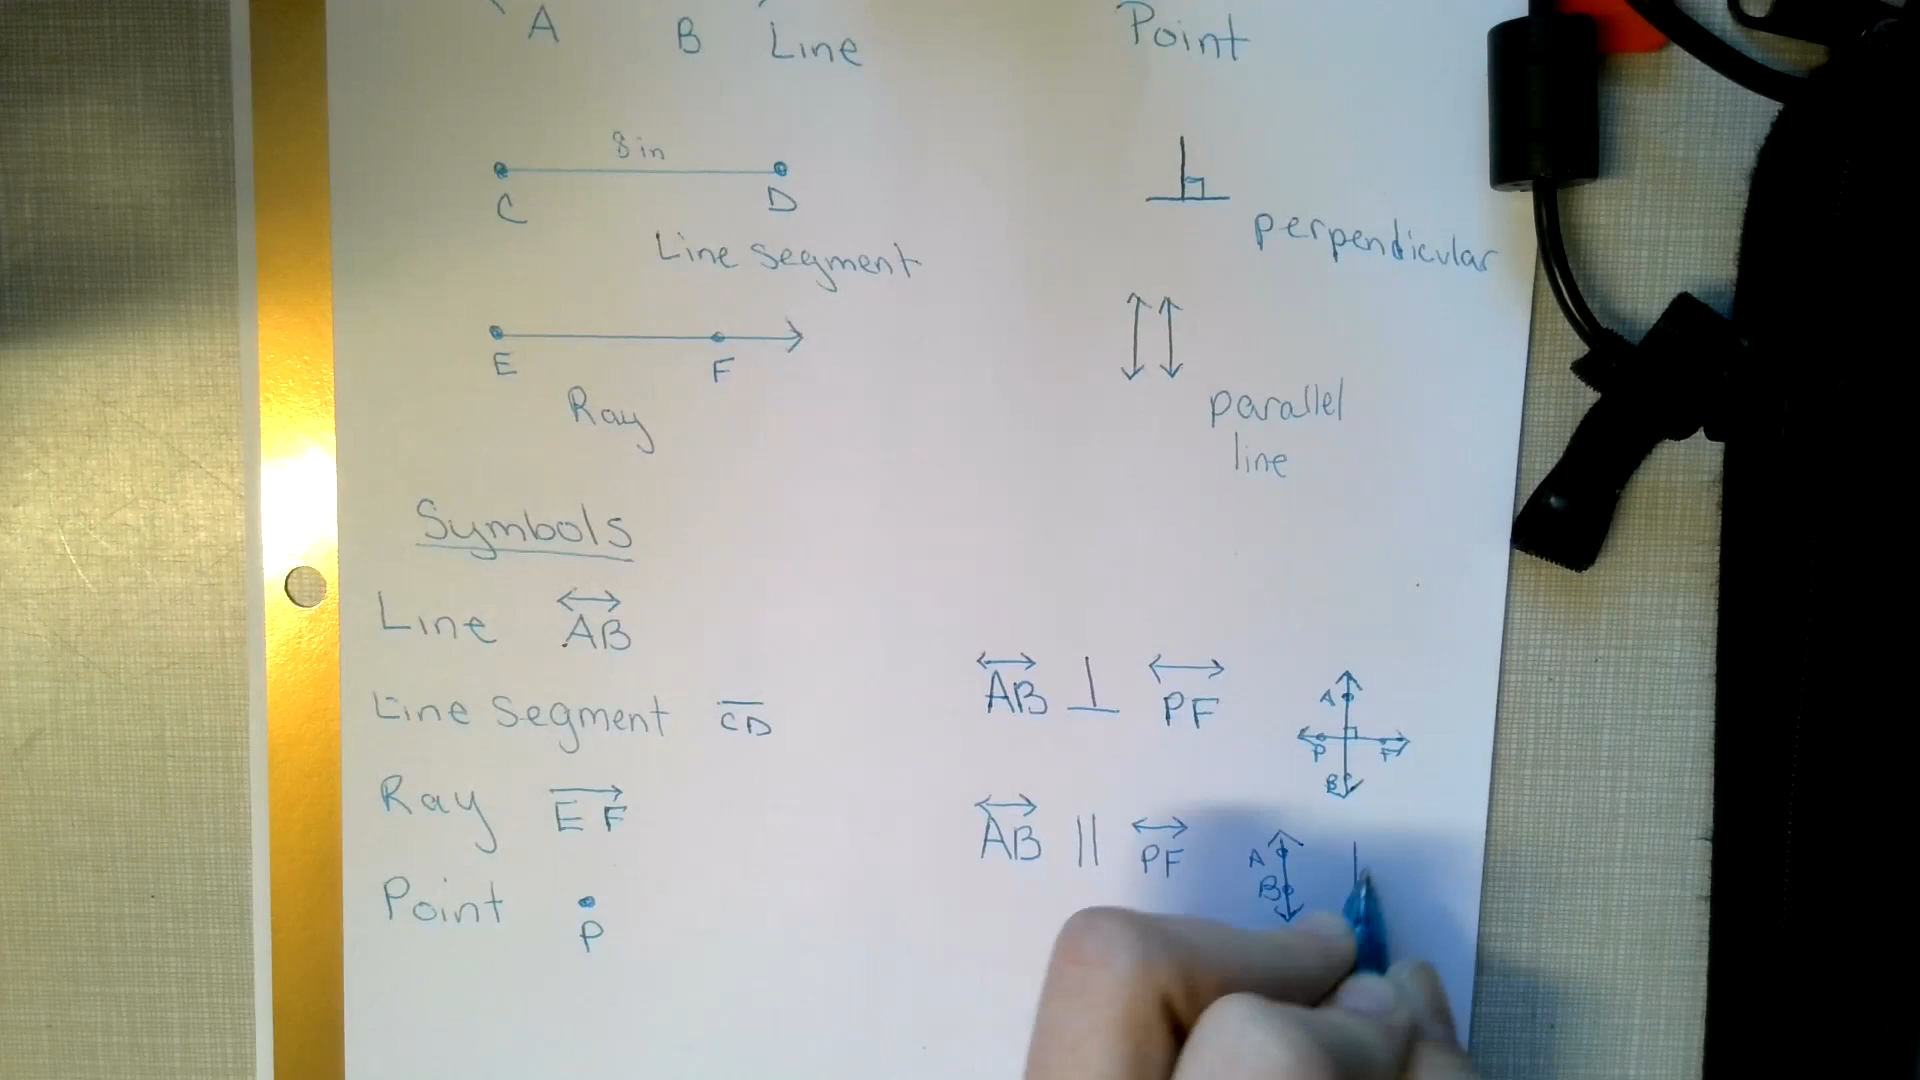 A B Line
Point
8 in
C D
Line Segment
perpendicular
E F
Ray
parallel
line
Symbols
Line AB
Line Segment CD
Ray EF
Point P
AB ⊥ PF
A
P F
B
AB || PF
A
B